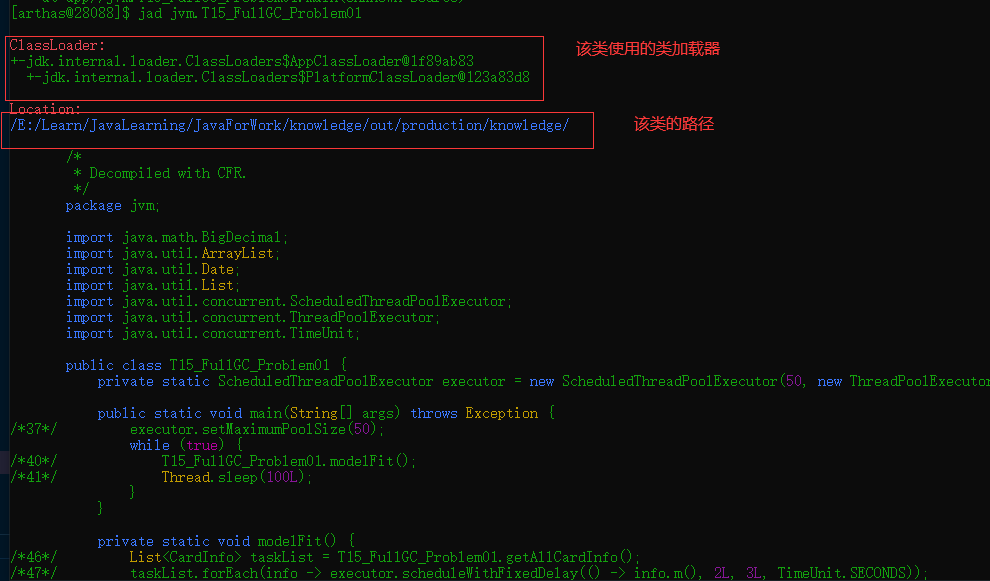 [arthas@28088]$ jad jvm.T15_FullGC_Problem01
ClassLoader:
+-jdk.internal.loader.ClassLoaders$AppClassLoader@1f89ab83
  +-jdk.internal.loader.ClassLoaders$PlatformClassLoader@123a83d8
该类使用的类加载器
Location:
/E:/Learn/JavaLearning/JavaForWork/knowledge/out/production/knowledge/
该类的路径
       /*
        * Decompiled with CFR.
        */
       package jvm;
       import java.math.BigDecimal;
       import java.util.ArrayList;
       import java.util.Date;
       import java.util.List;
       import java.util.concurrent.ScheduledThreadPoolExecutor;
       import java.util.concurrent.ThreadPoolExecutor;
       import java.util.concurrent.TimeUnit;
       public class T15_FullGC_Problem01 {
           private static ScheduledThreadPoolExecutor executor = new ScheduledThreadPoolExecutor(50, new ThreadPoolExecutor
           public static void main(String[] args) throws Exception {
/*37*/         executor.setMaximumPoolSize(50);
               while (true) {
/*40*/             T15_FullGC_Problem01.modelFit();
/*41*/             Thread.sleep(100L);
               }
           }
           private static void modelFit() {
/*46*/         List<CardInfo> taskList = T15_FullGC_Problem01.getAllCardInfo();
/*47*/         taskList.forEach(info -> executor.scheduleWithFixedDelay(() -> info.m(), 2L, 3L, TimeUnit.SECONDS));